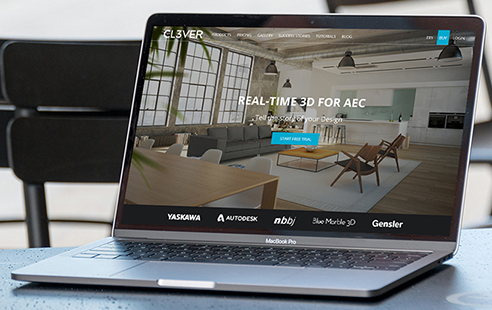 CL3VER PRODUCTS PRICING GALLERY SUCCESS STORIES TUTORIALS BLOG TRY BUY LOGIN
REAL-TIME 3D FOR AEC
Tell the story of your Design
START FREE TRIAL
YASKAWA AUTODESK nbbj Blue Marble 3D Gensler
MacBook Pro